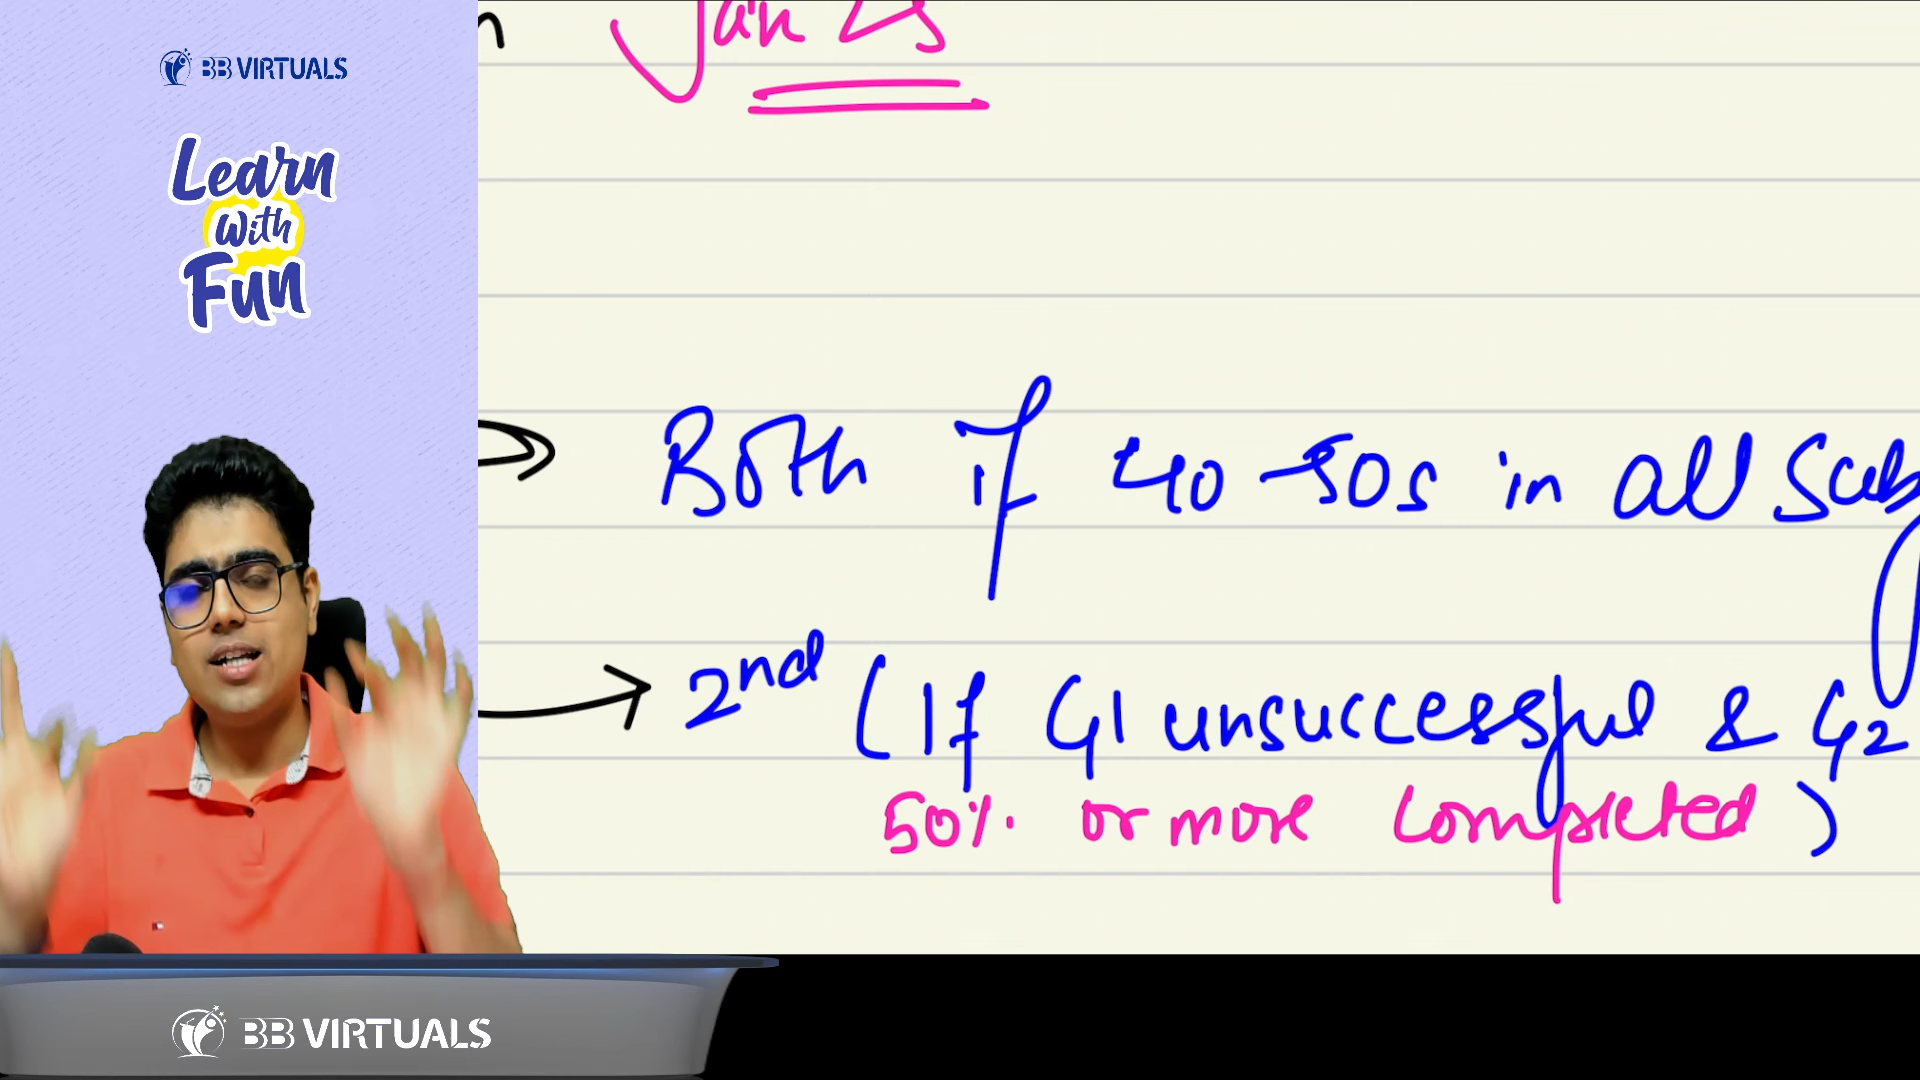 BB VIRTUALS
Learn
With
Fun
Jan 25
Both if 40-50s in all Sub
2nd (If G1 unsuccessful & G2
50% or more completed)
BB VIRTUALS